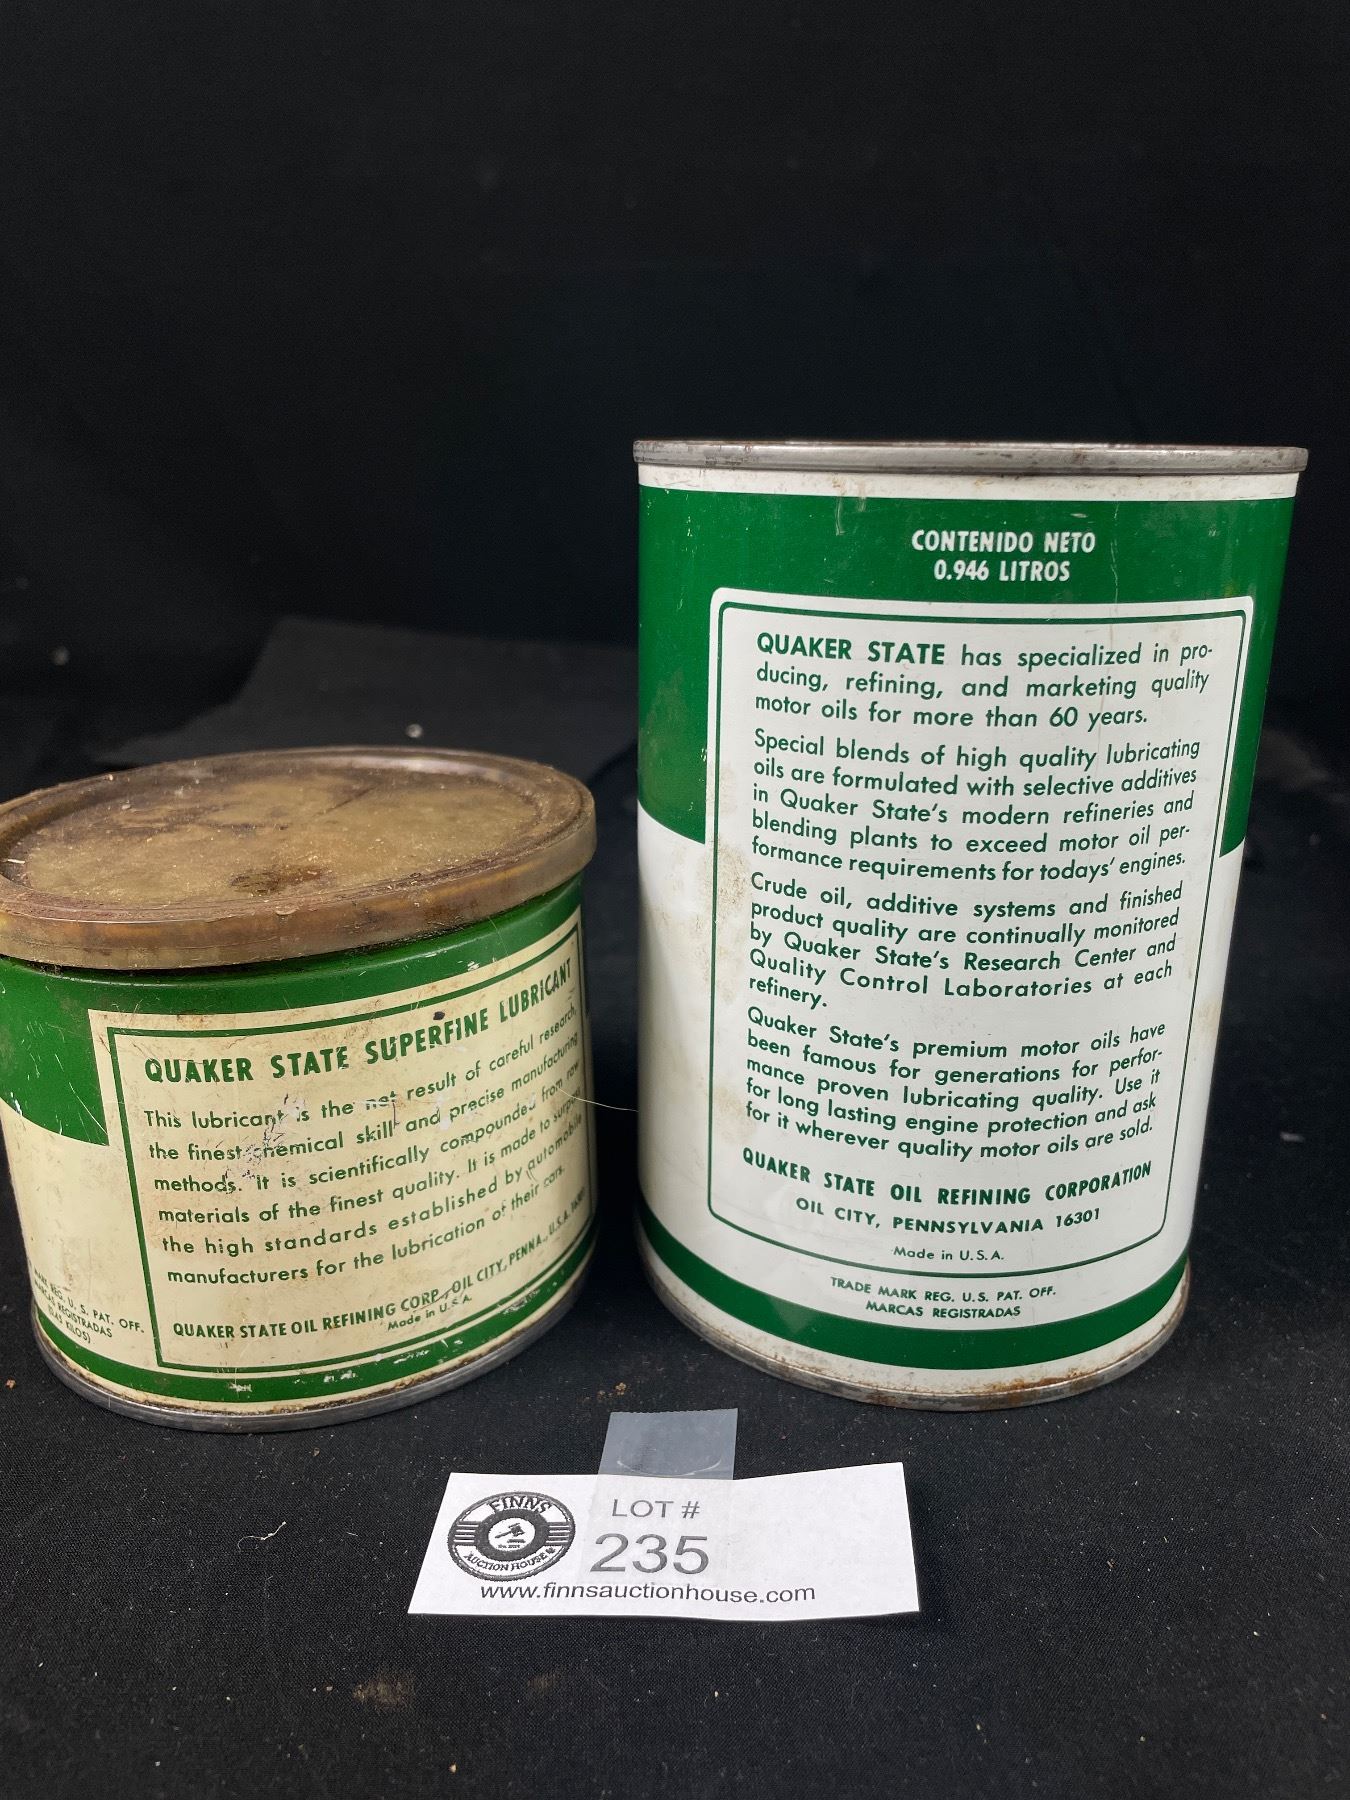 QUAKER STATE SUPERFINE LUBRICANT
This lubricant is the net result of careful research,
the finest chemical skill and precise manufacturing
methods. It is scientifically compounded from raw
materials of the finest quality. It is made to surpass
the high standards established by automobile
manufacturers for the lubrication of their cars.
QUAKER STATE OIL REFINING CORP., OIL CITY, PENNA., U.S.A. 16301
Made in U.S.A.
REG. U. S. PAT. OFF.
REGISTRADAS
KILOS)
CONTENIDO NETO
0.946 LITROS
QUAKER STATE has specialized in pro-
ducing, refining, and marketing quality
motor oils for more than 60 years.
Special blends of high quality lubricating
oils are formulated with selective additives
in Quaker State's modern refineries and
blending plants to exceed motor oil per-
formance requirements for todays' engines.
Crude oil, additive systems and finished
product quality are continually monitored
by Quaker State's Research Center and
Quality Control Laboratories at each
refinery.
Quaker State's premium motor oils have
been famous for generations for perfor-
mance proven lubricating quality. Use it
for long lasting engine protection and ask
for it wherever quality motor oils are sold.
QUAKER STATE OIL REFINING CORPORATION
OIL CITY, PENNSYLVANIA 16301
Made in U.S.A.
TRADE MARK REG. U.S. PAT. OFF.
MARCAS REGISTRADAS
FINNS
AUCTION HOUSE
LOT #
235
www.finnsauctionhouse.com